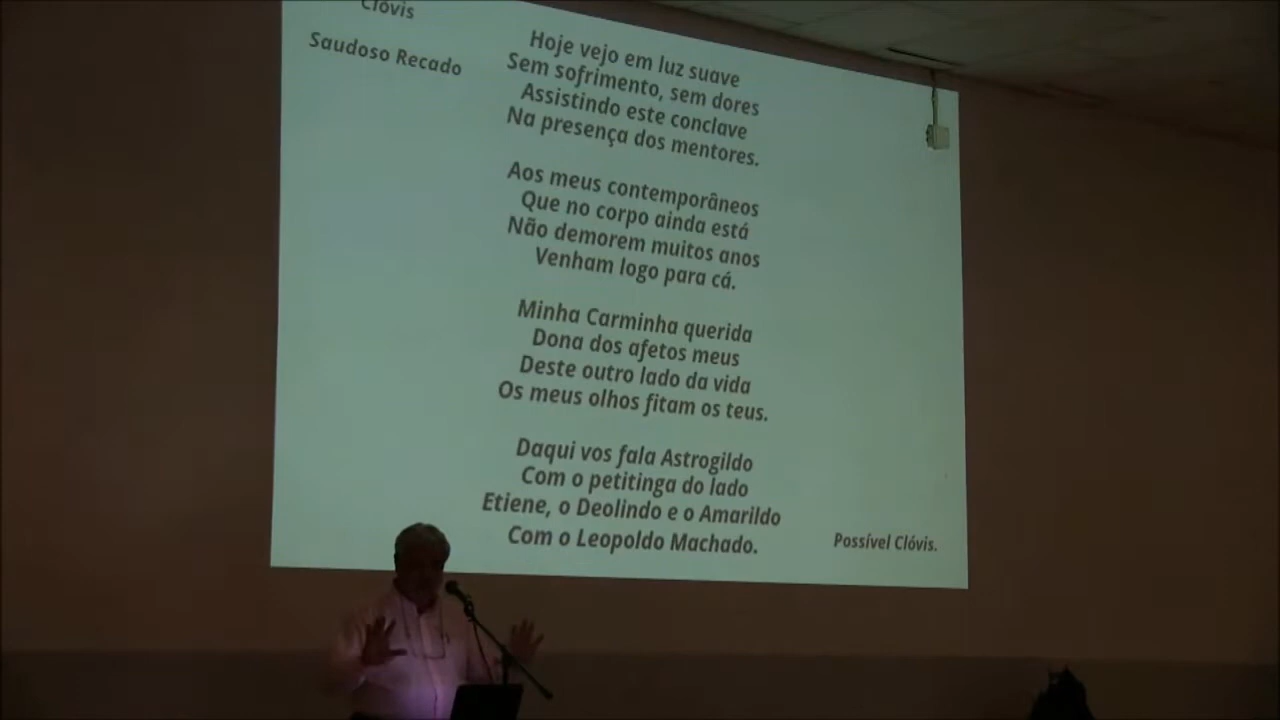 Clóvis
Saudoso Recado
Hoje vejo em luz suave
Sem sofrimento, sem dores
Assistindo este conclave
Na presença dos mentores.
Aos meus contemporâneos
Que no corpo ainda está
Não demorem muitos anos
Venham logo para cá.
Minha Carminha querida
Dona dos afetos meus
Deste outro lado da vida
Os meus olhos fitam os teus.
Daqui vos fala Astrogildo
Com o petitinga do lado
Etiene, o Deolindo e o Amarildo
Com o Leopoldo Machado.
Possível Clóvis.